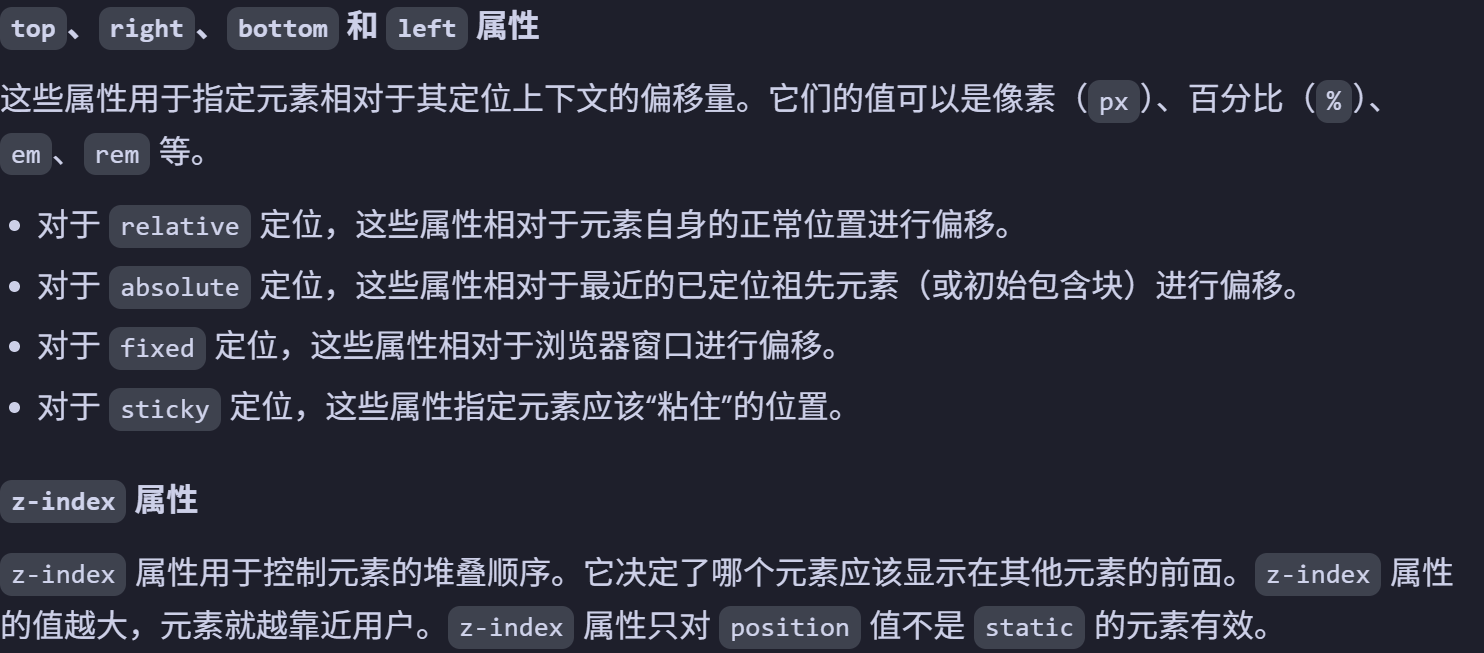 top、right、bottom 和 left 属性
这些属性用于指定元素相对于其定位上下文的偏移量。它们的值可以是像素（px）、百分比（%）、
em、rem 等。
• 对于 relative 定位，这些属性相对于元素自身的正常位置进行偏移。
• 对于 absolute 定位，这些属性相对于最近的已定位祖先元素（或初始包含块）进行偏移。
• 对于 fixed 定位，这些属性相对于浏览器窗口进行偏移。
• 对于 sticky 定位，这些属性指定元素应该“粘住”的位置。
z-index 属性
z-index 属性用于控制元素的堆叠顺序。它决定了哪个元素应该显示在其他元素的前面。z-index 属性
的值越大，元素就越靠近用户。z-index 属性只对 position 值不是 static 的元素有效。